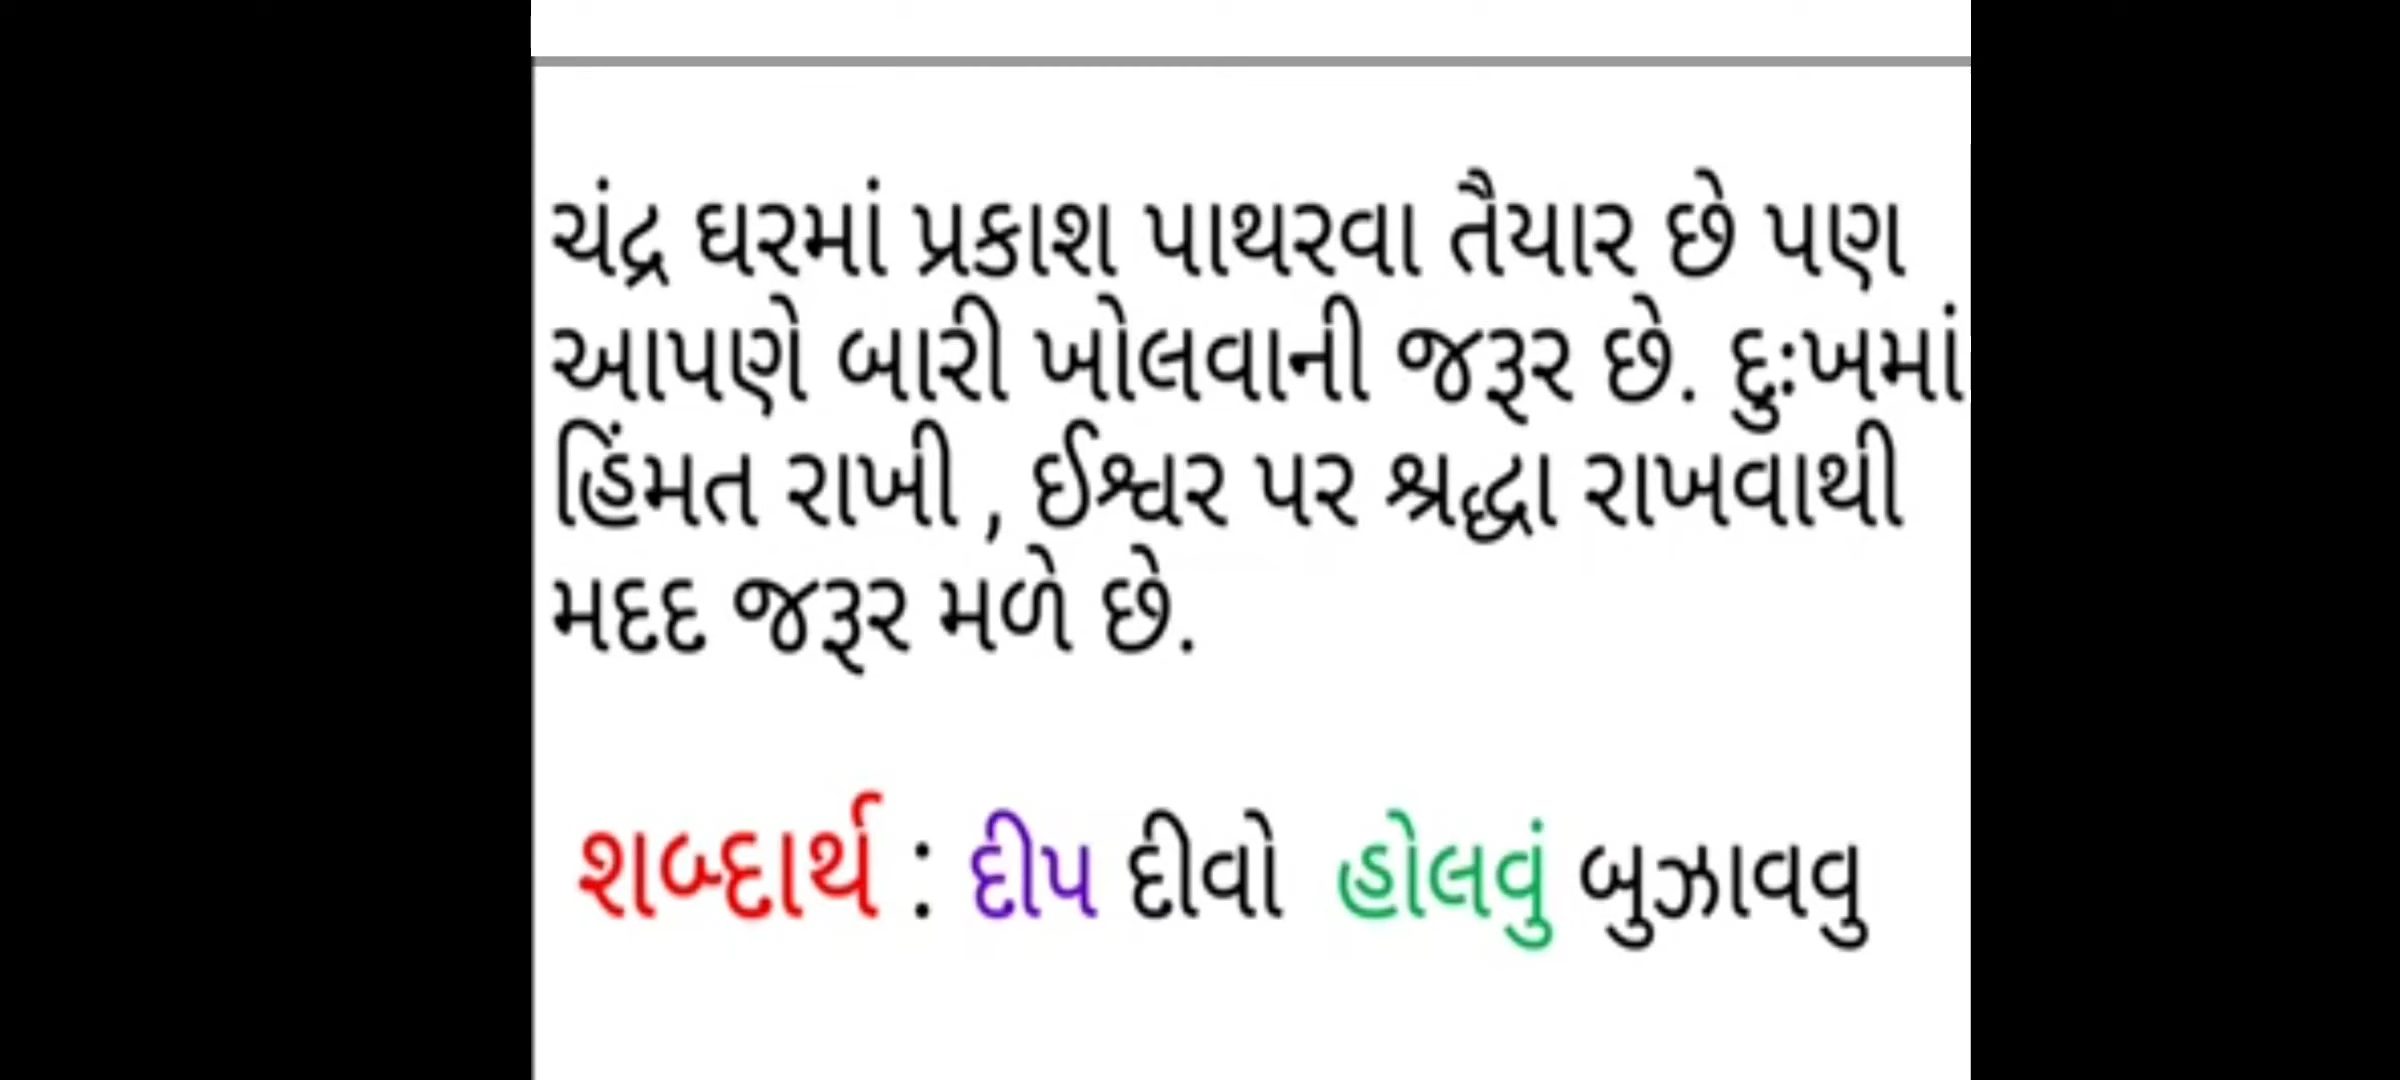 ચંદ્ર ઘરમાં પ્રકાશ પાથરવા તૈયાર છે પણ
આપણે બારી ખોલવાની જરૂર છે. દુઃખમાં
હિંમત રાખી , ઈશ્વર પર શ્રદ્ધા રાખવાથી
મદદ જરૂર મળે છે.
શબ્દાર્થ : દીપ દીવો હોલવું બુઝાવવુ